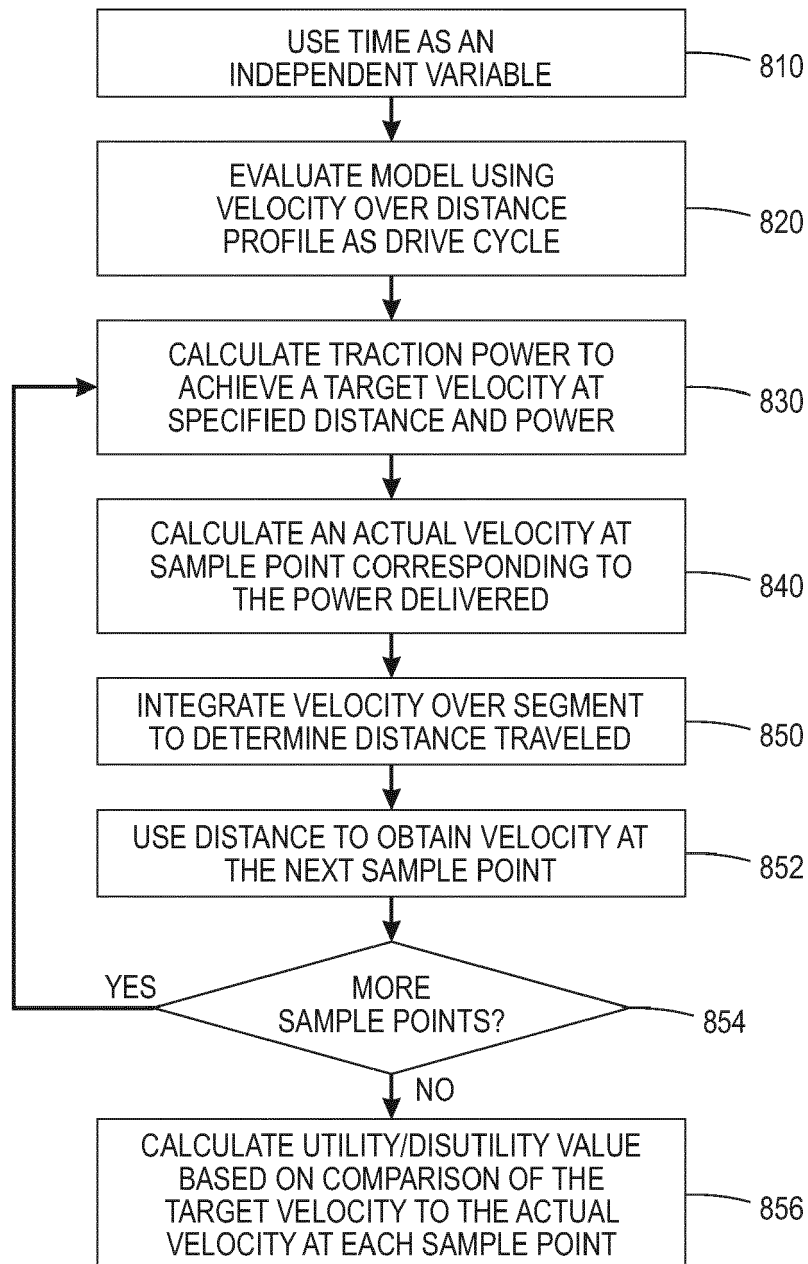 USE TIME AS AN
INDEPENDENT VARIABLE
810
EVALUATE MODEL USING
VELOCITY OVER DISTANCE
PROFILE AS DRIVE CYCLE
820
CALCULATE TRACTION POWER TO
ACHIEVE A TARGET VELOCITY AT
SPECIFIED DISTANCE AND POWER
830
CALCULATE AN ACTUAL VELOCITY AT
SAMPLE POINT CORRESPONDING TO
THE POWER DELIVERED
840
INTEGRATE VELOCITY OVER SEGMENT
TO DETERMINE DISTANCE TRAVELED
850
USE DISTANCE TO OBTAIN VELOCITY AT
THE NEXT SAMPLE POINT
852
YES
MORE
SAMPLE POINTS?
854
NO
CALCULATE UTILITY/DISUTILITY VALUE
BASED ON COMPARISON OF THE
TARGET VELOCITY TO THE ACTUAL
VELOCITY AT EACH SAMPLE POINT
856